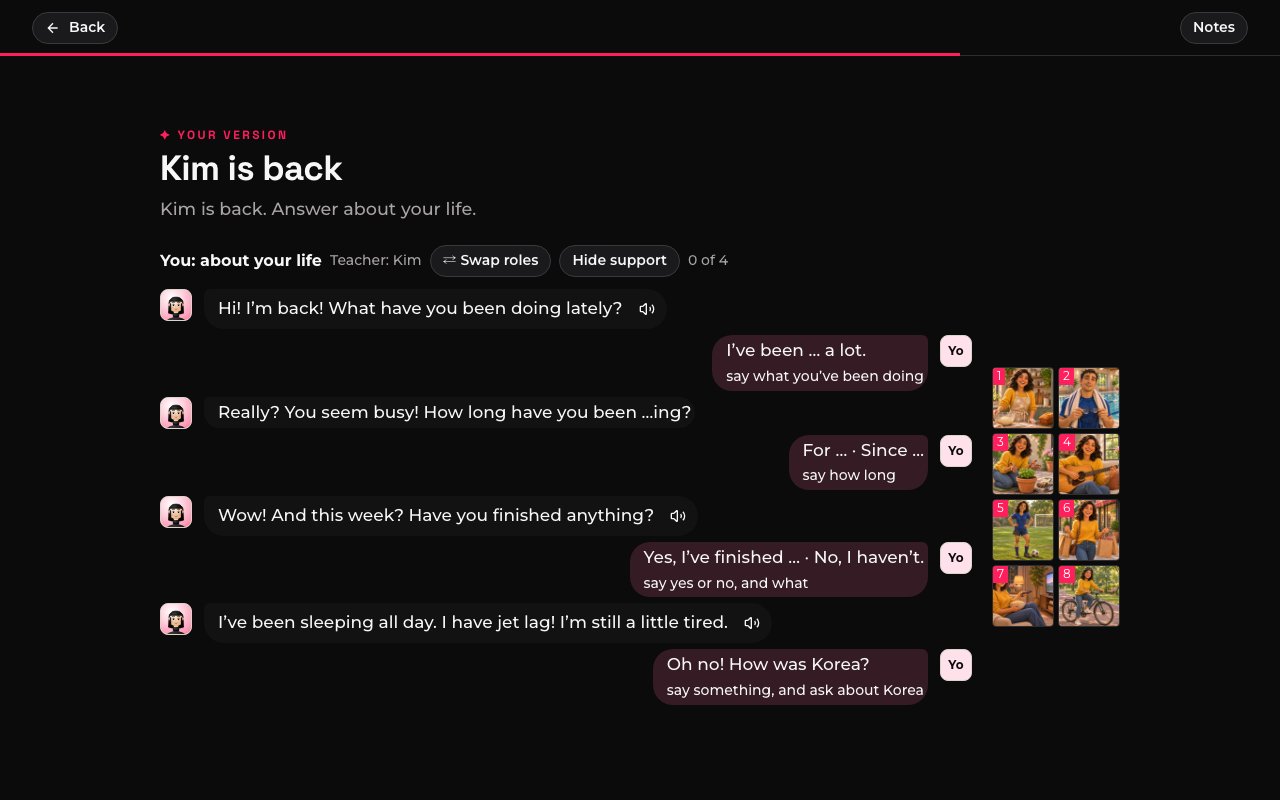 Back
Notes
YOUR VERSION
Kim is back
Kim is back. Answer about your life.
You: about your life Teacher: Kim Swap roles Hide support 0 of 4
Hi! I’m back! What have you been doing lately?
I’ve been … a lot.
say what you’ve been doing
Yo
Really? You seem busy! How long have you been …ing?
For … · Since …
say how long
Yo
Wow! And this week? Have you finished anything?
Yes, I’ve finished … · No, I haven’t.
say yes or no, and what
Yo
I’ve been sleeping all day. I have jet lag! I’m still a little tired.
Oh no! How was Korea?
say something, and ask about Korea
Yo
1 2
3 4
5 6
7 8